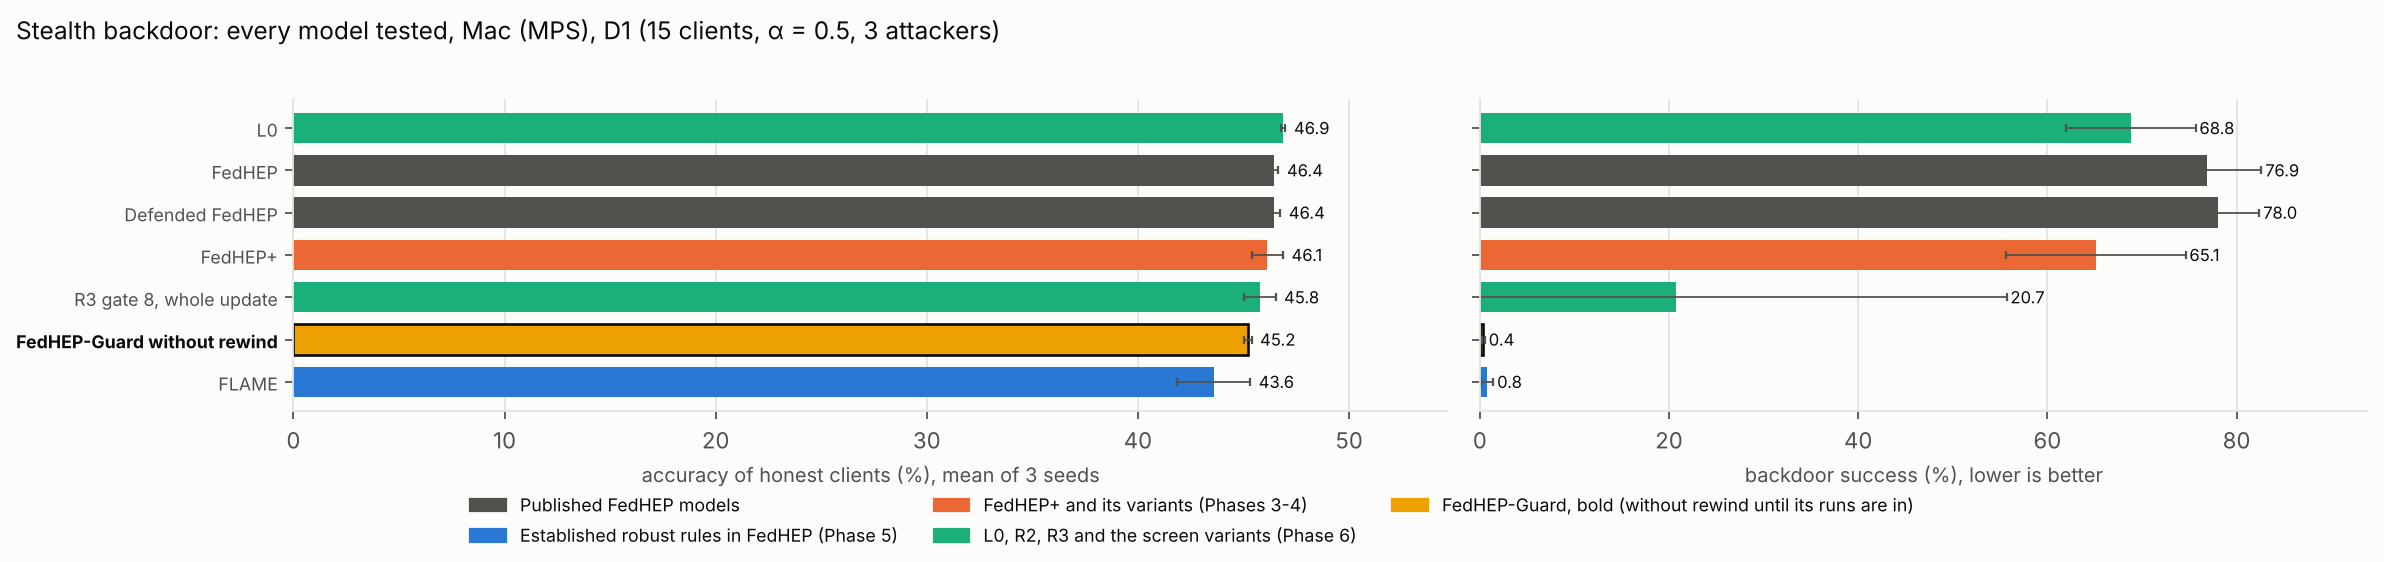 Stealth backdoor: every model tested, Mac (MPS), D1 (15 clients, α = 0.5, 3 attackers)
L0 46.9 68.8
FedHEP 46.4 76.9
Defended FedHEP 46.4 78.0
FedHEP+ 46.1 65.1
R3 gate 8, whole update 45.8 20.7
FedHEP-Guard without rewind 45.2 0.4
FLAME 43.6 0.8
0 10 20 30 40 50 0 20 40 60 80
accuracy of honest clients (%), mean of 3 seeds backdoor success (%), lower is better
Published FedHEP models FedHEP+ and its variants (Phases 3-4) FedHEP-Guard, bold (without rewind until its runs are in)
Established robust rules in FedHEP (Phase 5) L0, R2, R3 and the screen variants (Phase 6)